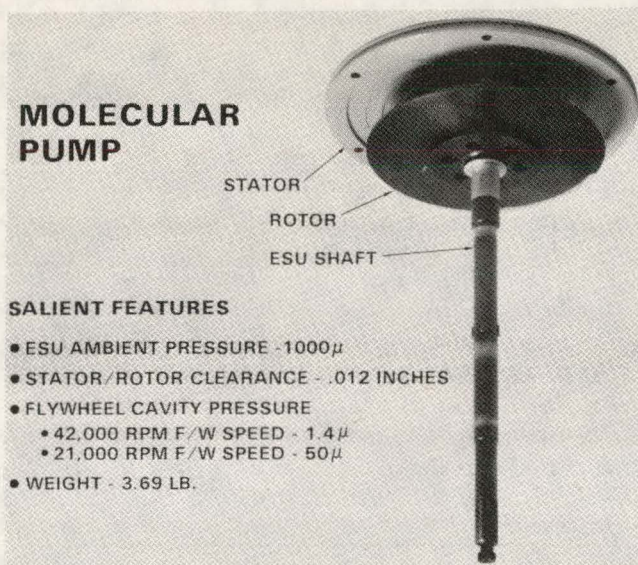 MOLECULAR
PUMP
STATOR
ROTOR
ESU SHAFT
SALIENT FEATURES
• ESU AMBIENT PRESSURE -1000µ
• STATOR/ROTOR CLEARANCE - .012 INCHES
• FLYWHEEL CAVITY PRESSURE
• 42,000 RPM F/W SPEED - 1.4µ
• 21,000 RPM F/W SPEED - 50µ
• WEIGHT - 3.69 LB.